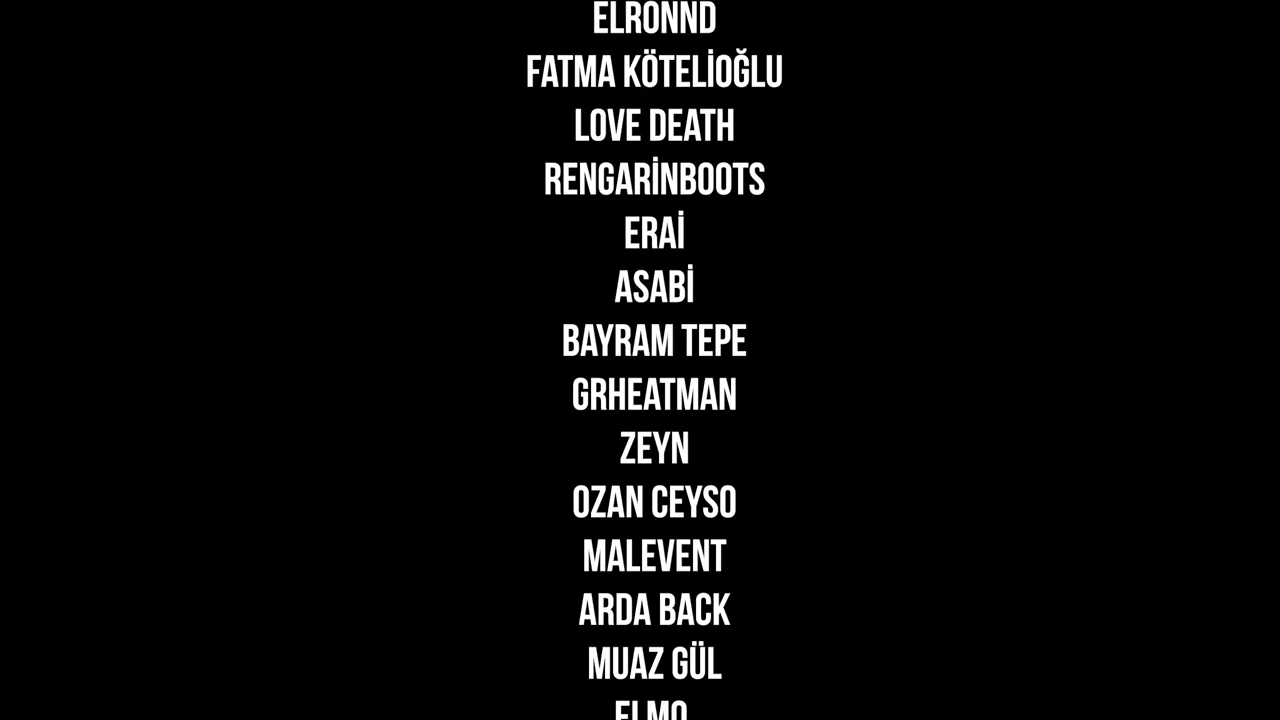 ELRONND
FATMA KÖTELİOĞLU
LOVE DEATH
RENGARİNBOOTS
ERAİ
ASABİ
BAYRAM TEPE
GRHEATMAN
ZEYN
OZAN CEYSO
MALEVENT
ARDA BACK
MUAZ GÜL
ELMO